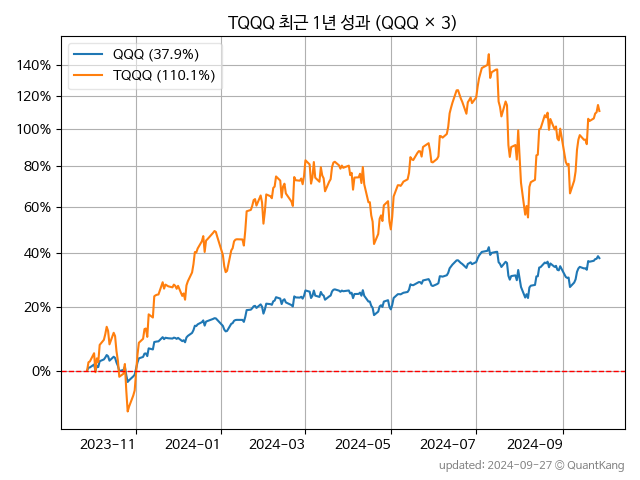 TQQQ 최근 1년 성과 (QQQ × 3)
QQQ (37.9%)
TQQQ (110.1%)
140%
120%
100%
80%
60%
40%
20%
0%
2023-11 2024-01 2024-03 2024-05 2024-07 2024-09
updated: 2024-09-27 © QuantKang